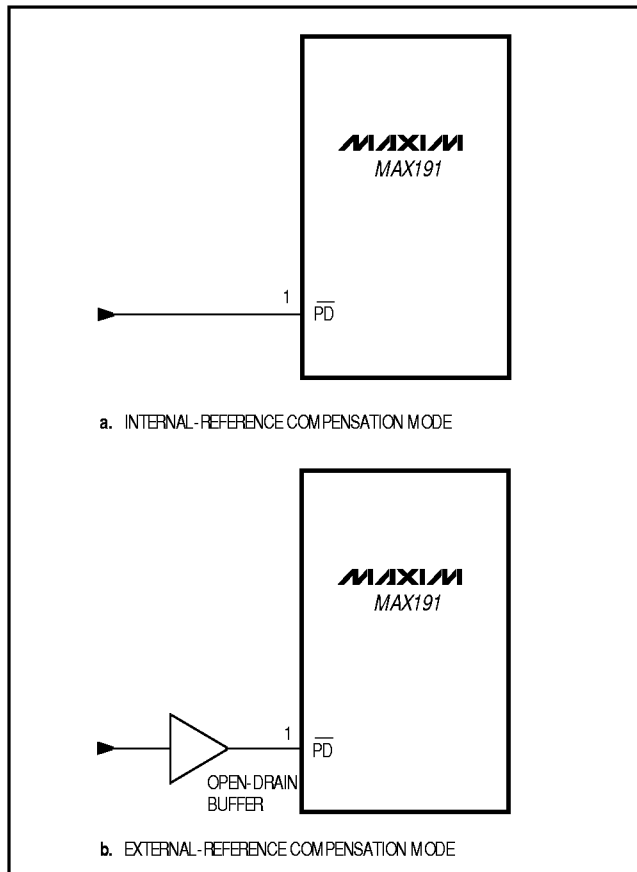 MAXIM
MAX191
1
PD
a. INTERNAL-REFERENCE COMPENSATION MODE
MAXIM
MAX191
1
PD
OPEN-DRAIN
BUFFER
b. EXTERNAL-REFERENCE COMPENSATION MODE